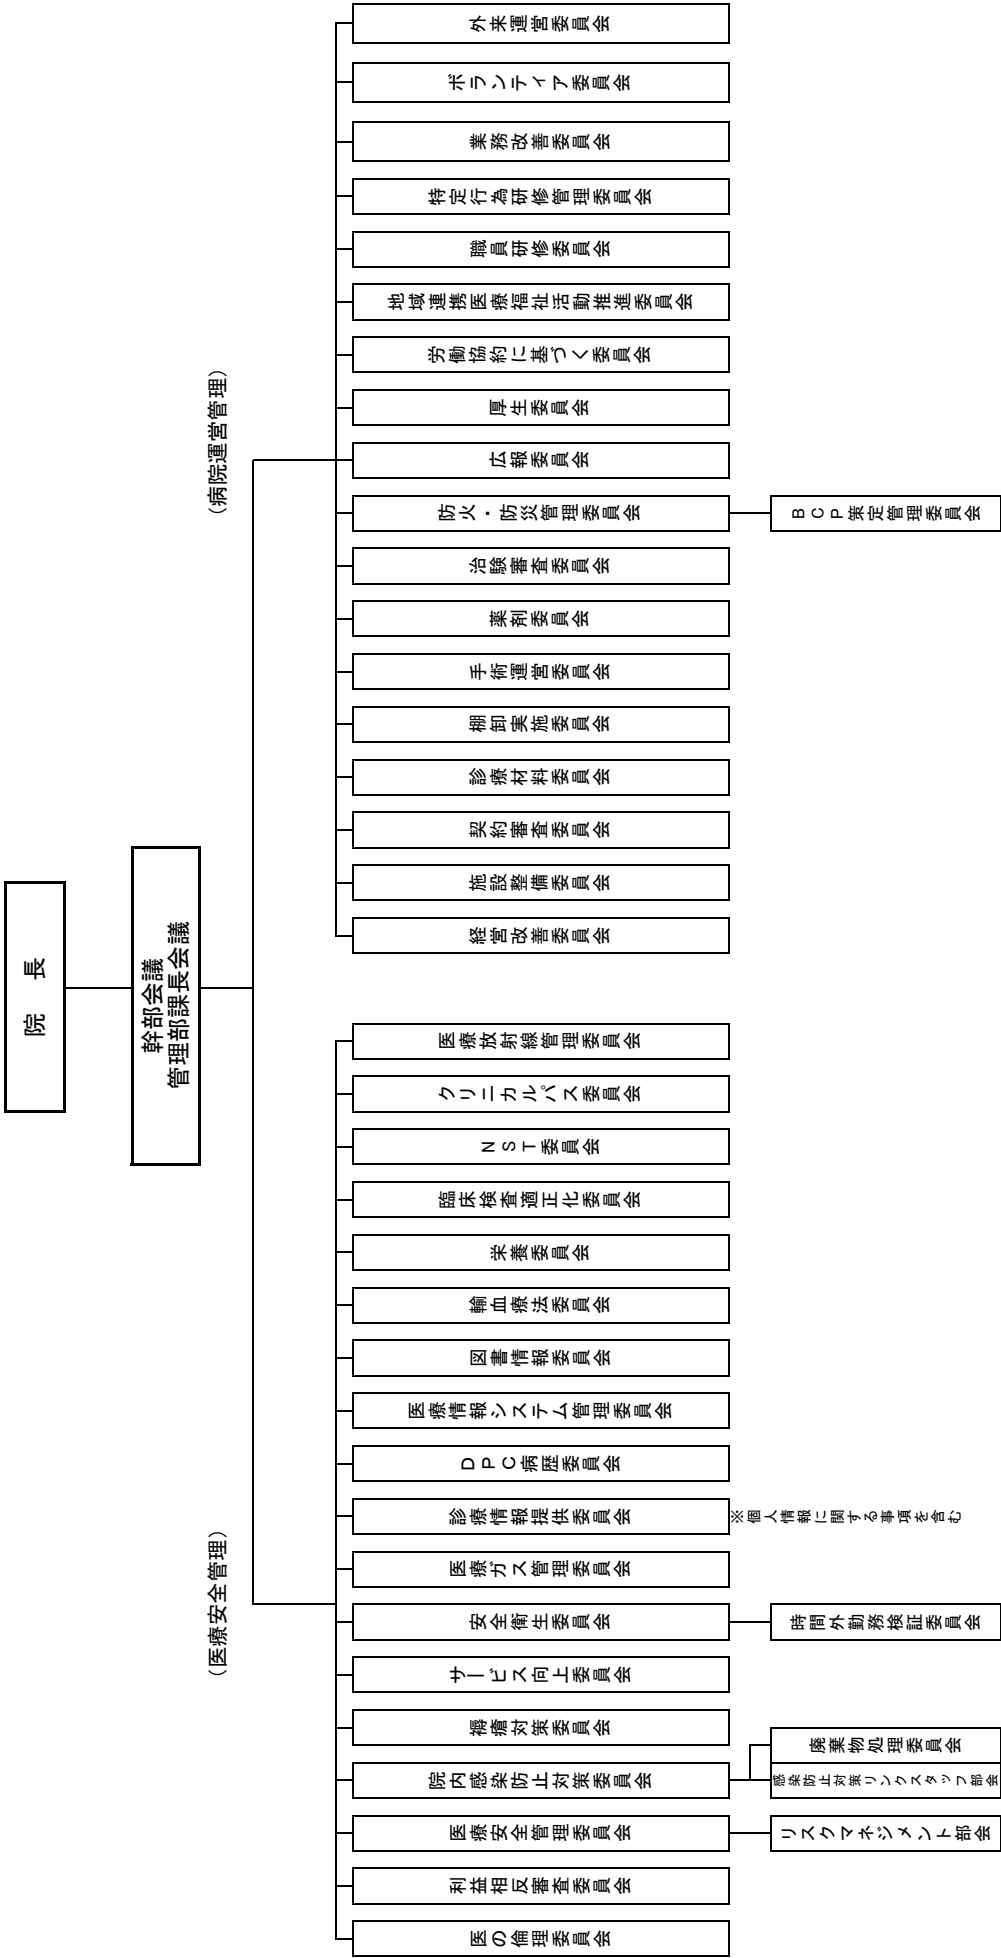 院　長
幹部会議
管理部課長会議
（医療安全管理）
医の倫理委員会
利益相反審査委員会
医療安全管理委員会
リスクマネジメント部会
院内感染防止対策委員会
感染防止対策リンクスタッフ部会
廃棄物処理委員会
褥瘡対策委員会
サービス向上委員会
安全衛生委員会
時間外勤務検証委員会
医療ガス管理委員会
診療情報提供委員会
※個人情報に関する事項を含む
ＤＰＣ病歴委員会
医療情報システム管理委員会
図書情報委員会
輸血療法委員会
栄養委員会
臨床検査適正化委員会
ＮＳＴ委員会
クリニカルパス委員会
医療放射線管理委員会
（病院運営管理）
経営改善委員会
施設整備委員会
契約審査委員会
診療材料委員会
棚卸実施委員会
手術運営委員会
薬剤委員会
治験審査委員会
防火・防災管理委員会
ＢＣＰ策定管理委員会
広報委員会
厚生委員会
労働協約に基づく委員会
地域連携医療福祉活動推進委員会
職員研修委員会
特定行為研修管理委員会
業務改善委員会
ボランティア委員会
外来運営委員会